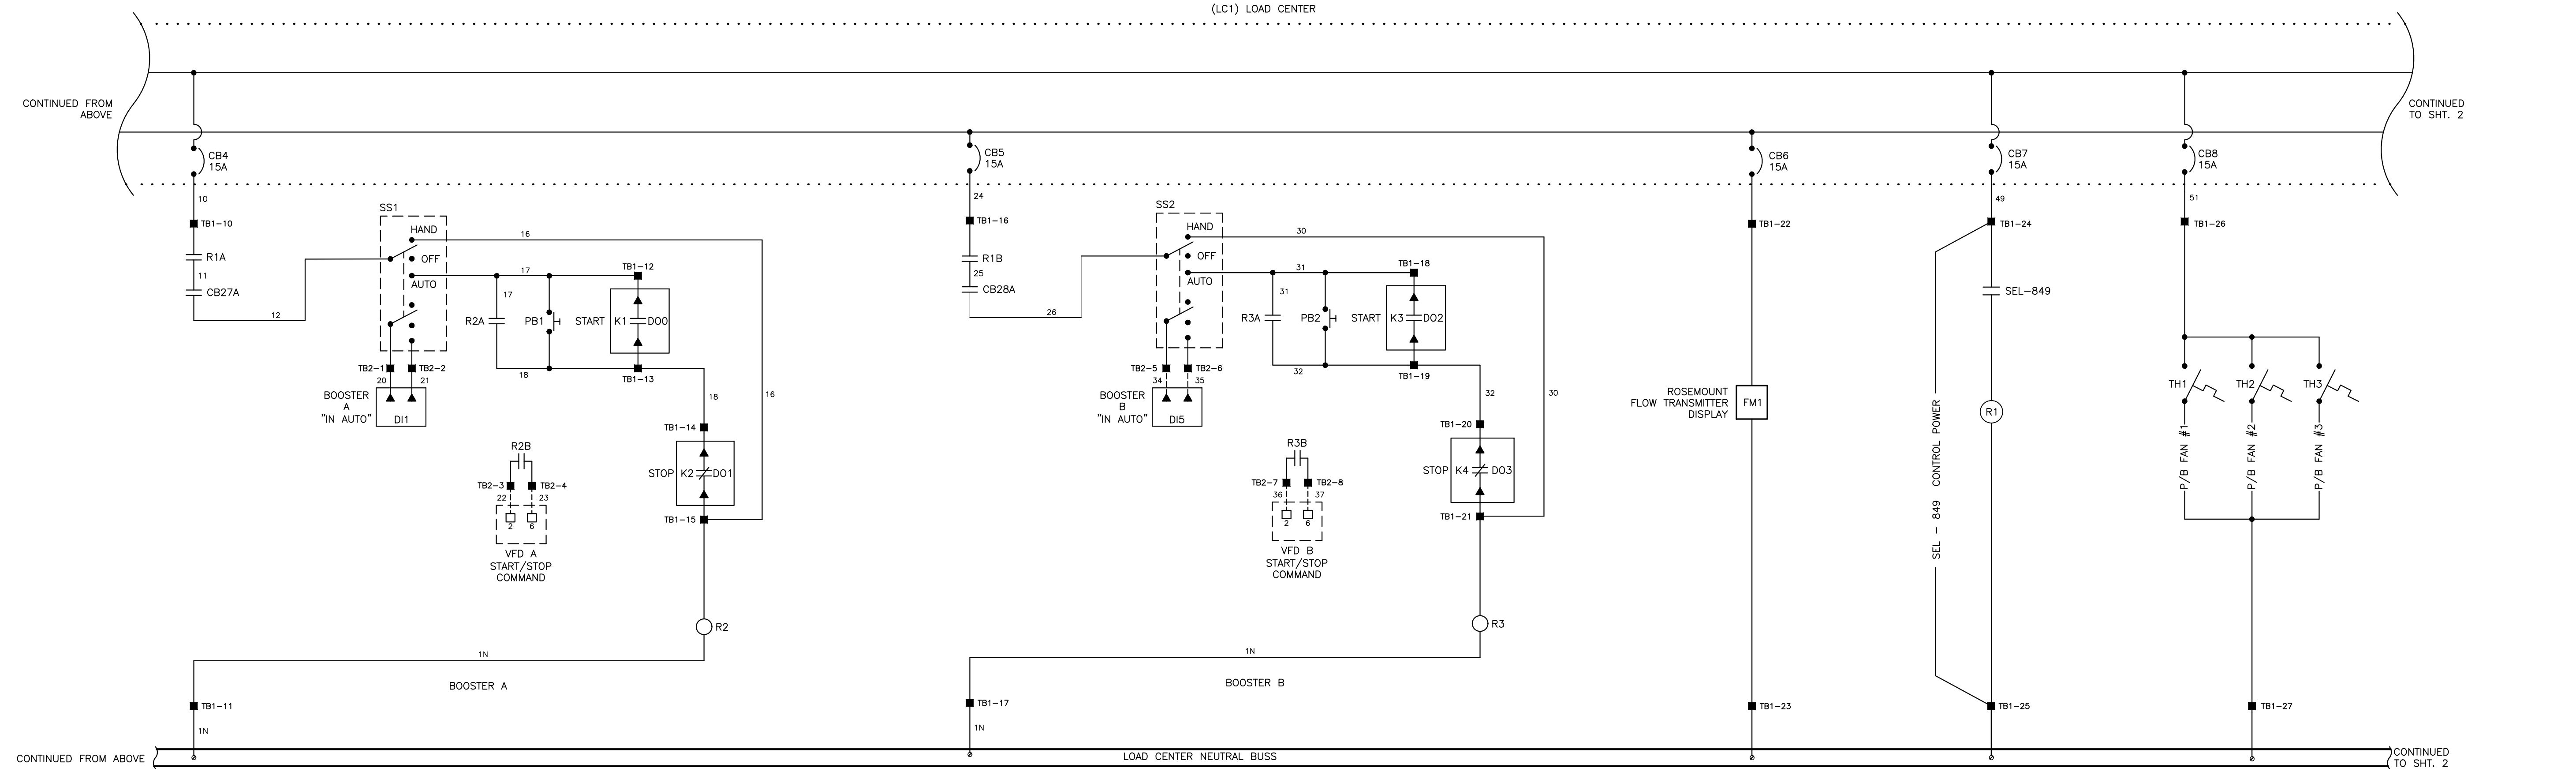 (LC1) LOAD CENTER
CONTINUED FROM
ABOVE
CONTINUED
TO SHT. 2
CB4
15A
CB5
15A
CB6
15A
CB7
15A
CB8
15A
10
TB1-10
R1A
11
CB27A
12
SS1
HAND
OFF
AUTO
16
17
17
TB1-12
R2A
PB1
START
K1
DO0
18
TB1-13
TB2-1
TB2-2
20
21
BOOSTER
A
"IN AUTO"
DI1
18
16
TB1-14
STOP
K2
DO1
TB1-15
R2B
TB2-3
TB2-4
22
23
2
6
VFD A
START/STOP
COMMAND
R2
1N
BOOSTER A
TB1-11
1N
24
TB1-16
R1B
25
CB28A
26
SS2
HAND
OFF
AUTO
30
31
31
TB1-18
R3A
PB2
START
K3
DO2
32
TB1-19
TB2-5
TB2-6
34
35
BOOSTER
B
"IN AUTO"
DI5
32
30
TB1-20
STOP
K4
DO3
TB1-21
R3B
TB2-7
TB2-8
36
37
2
6
VFD B
START/STOP
COMMAND
R3
1N
BOOSTER B
TB1-17
1N
TB1-22
ROSEMOUNT
FLOW TRANSMITTER
DISPLAY
FM1
TB1-23
49
TB1-24
SEL-849
SEL - 849 CONTROL POWER
R1
TB1-25
51
TB1-26
TH1
TH2
TH3
P/B FAN #1
P/B FAN #2
P/B FAN #3
TB1-27
CONTINUED FROM ABOVE
LOAD CENTER NEUTRAL BUSS
CONTINUED
TO SHT. 2